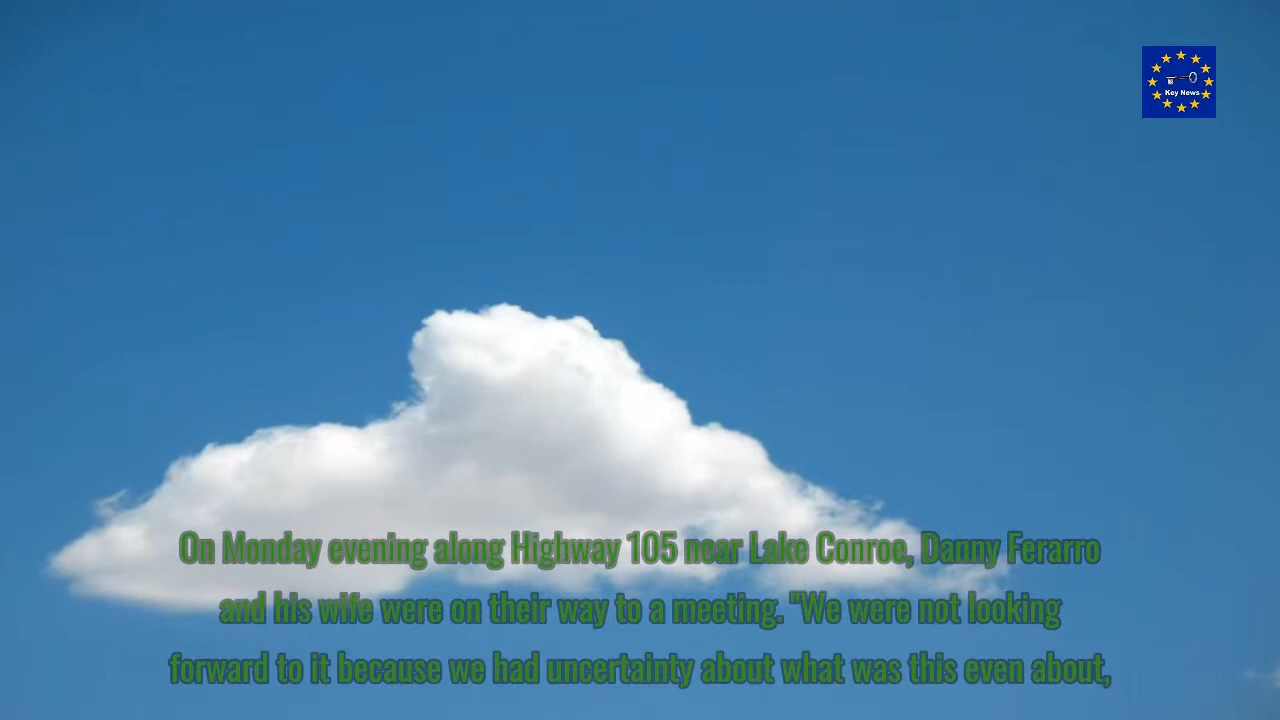 Key News
On Monday evening along Highway 105 near Lake Conroe, Danny Ferarro
and his wife were on their way to a meeting. "We were not looking
forward to it because we had uncertainty about what was this even about,